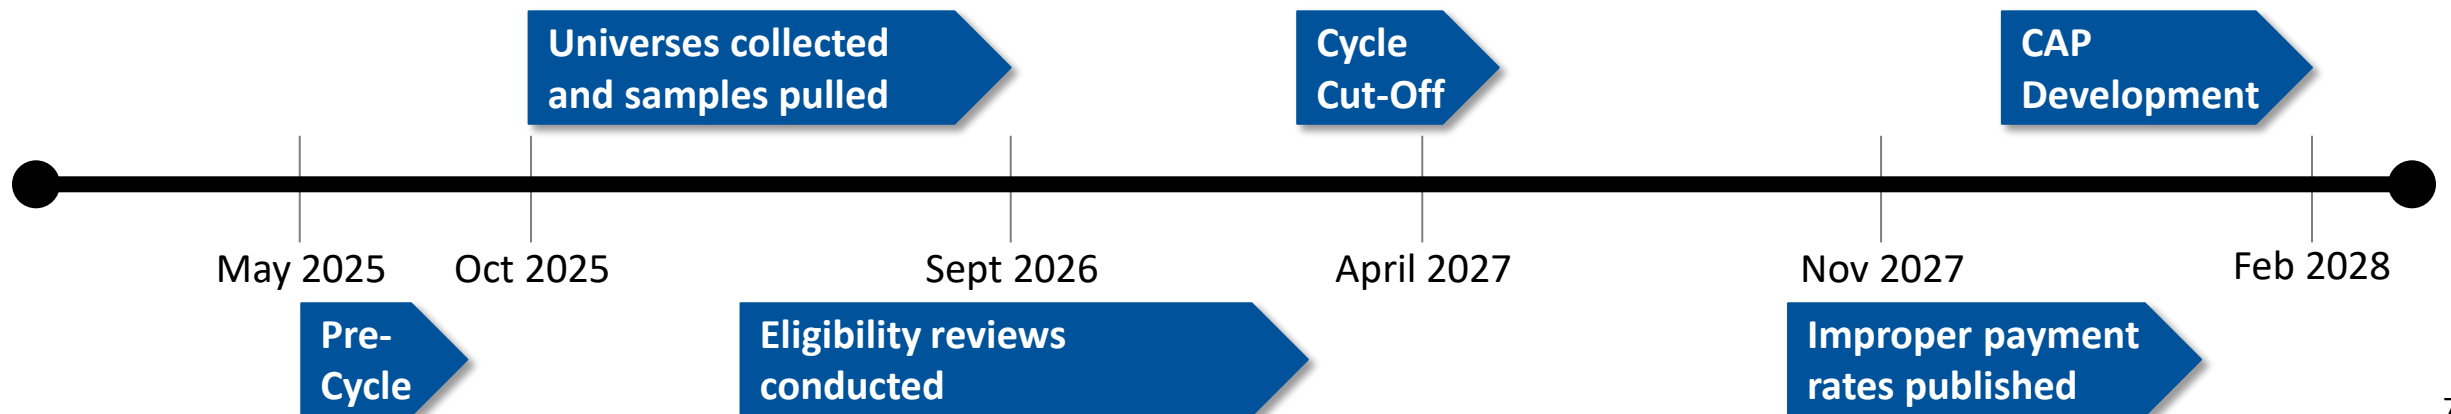 Universes collected
and samples pulled
Cycle
Cut-Off
CAP
Development
May 2025
Oct 2025
Sept 2026
April 2027
Nov 2027
Feb 2028
Pre-
Cycle
Eligibility reviews
conducted
Improper payment
rates published